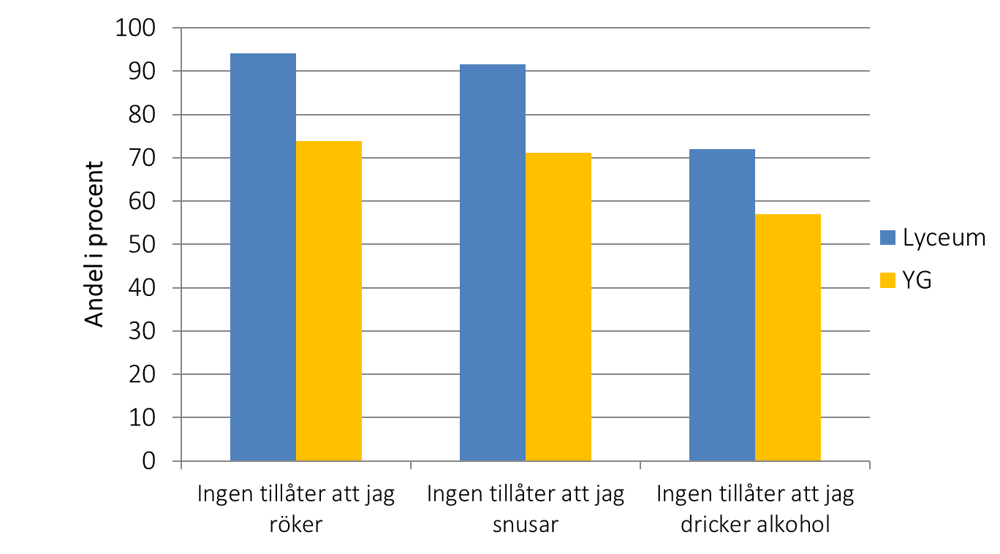 100
90
80
70
60
50
40
30
20
10
0
Andel i procent
Ingen tillåter att jag
röker
Ingen tillåter att jag
snusar
Ingen tillåter att jag
dricker alkohol
Lyceum
YG